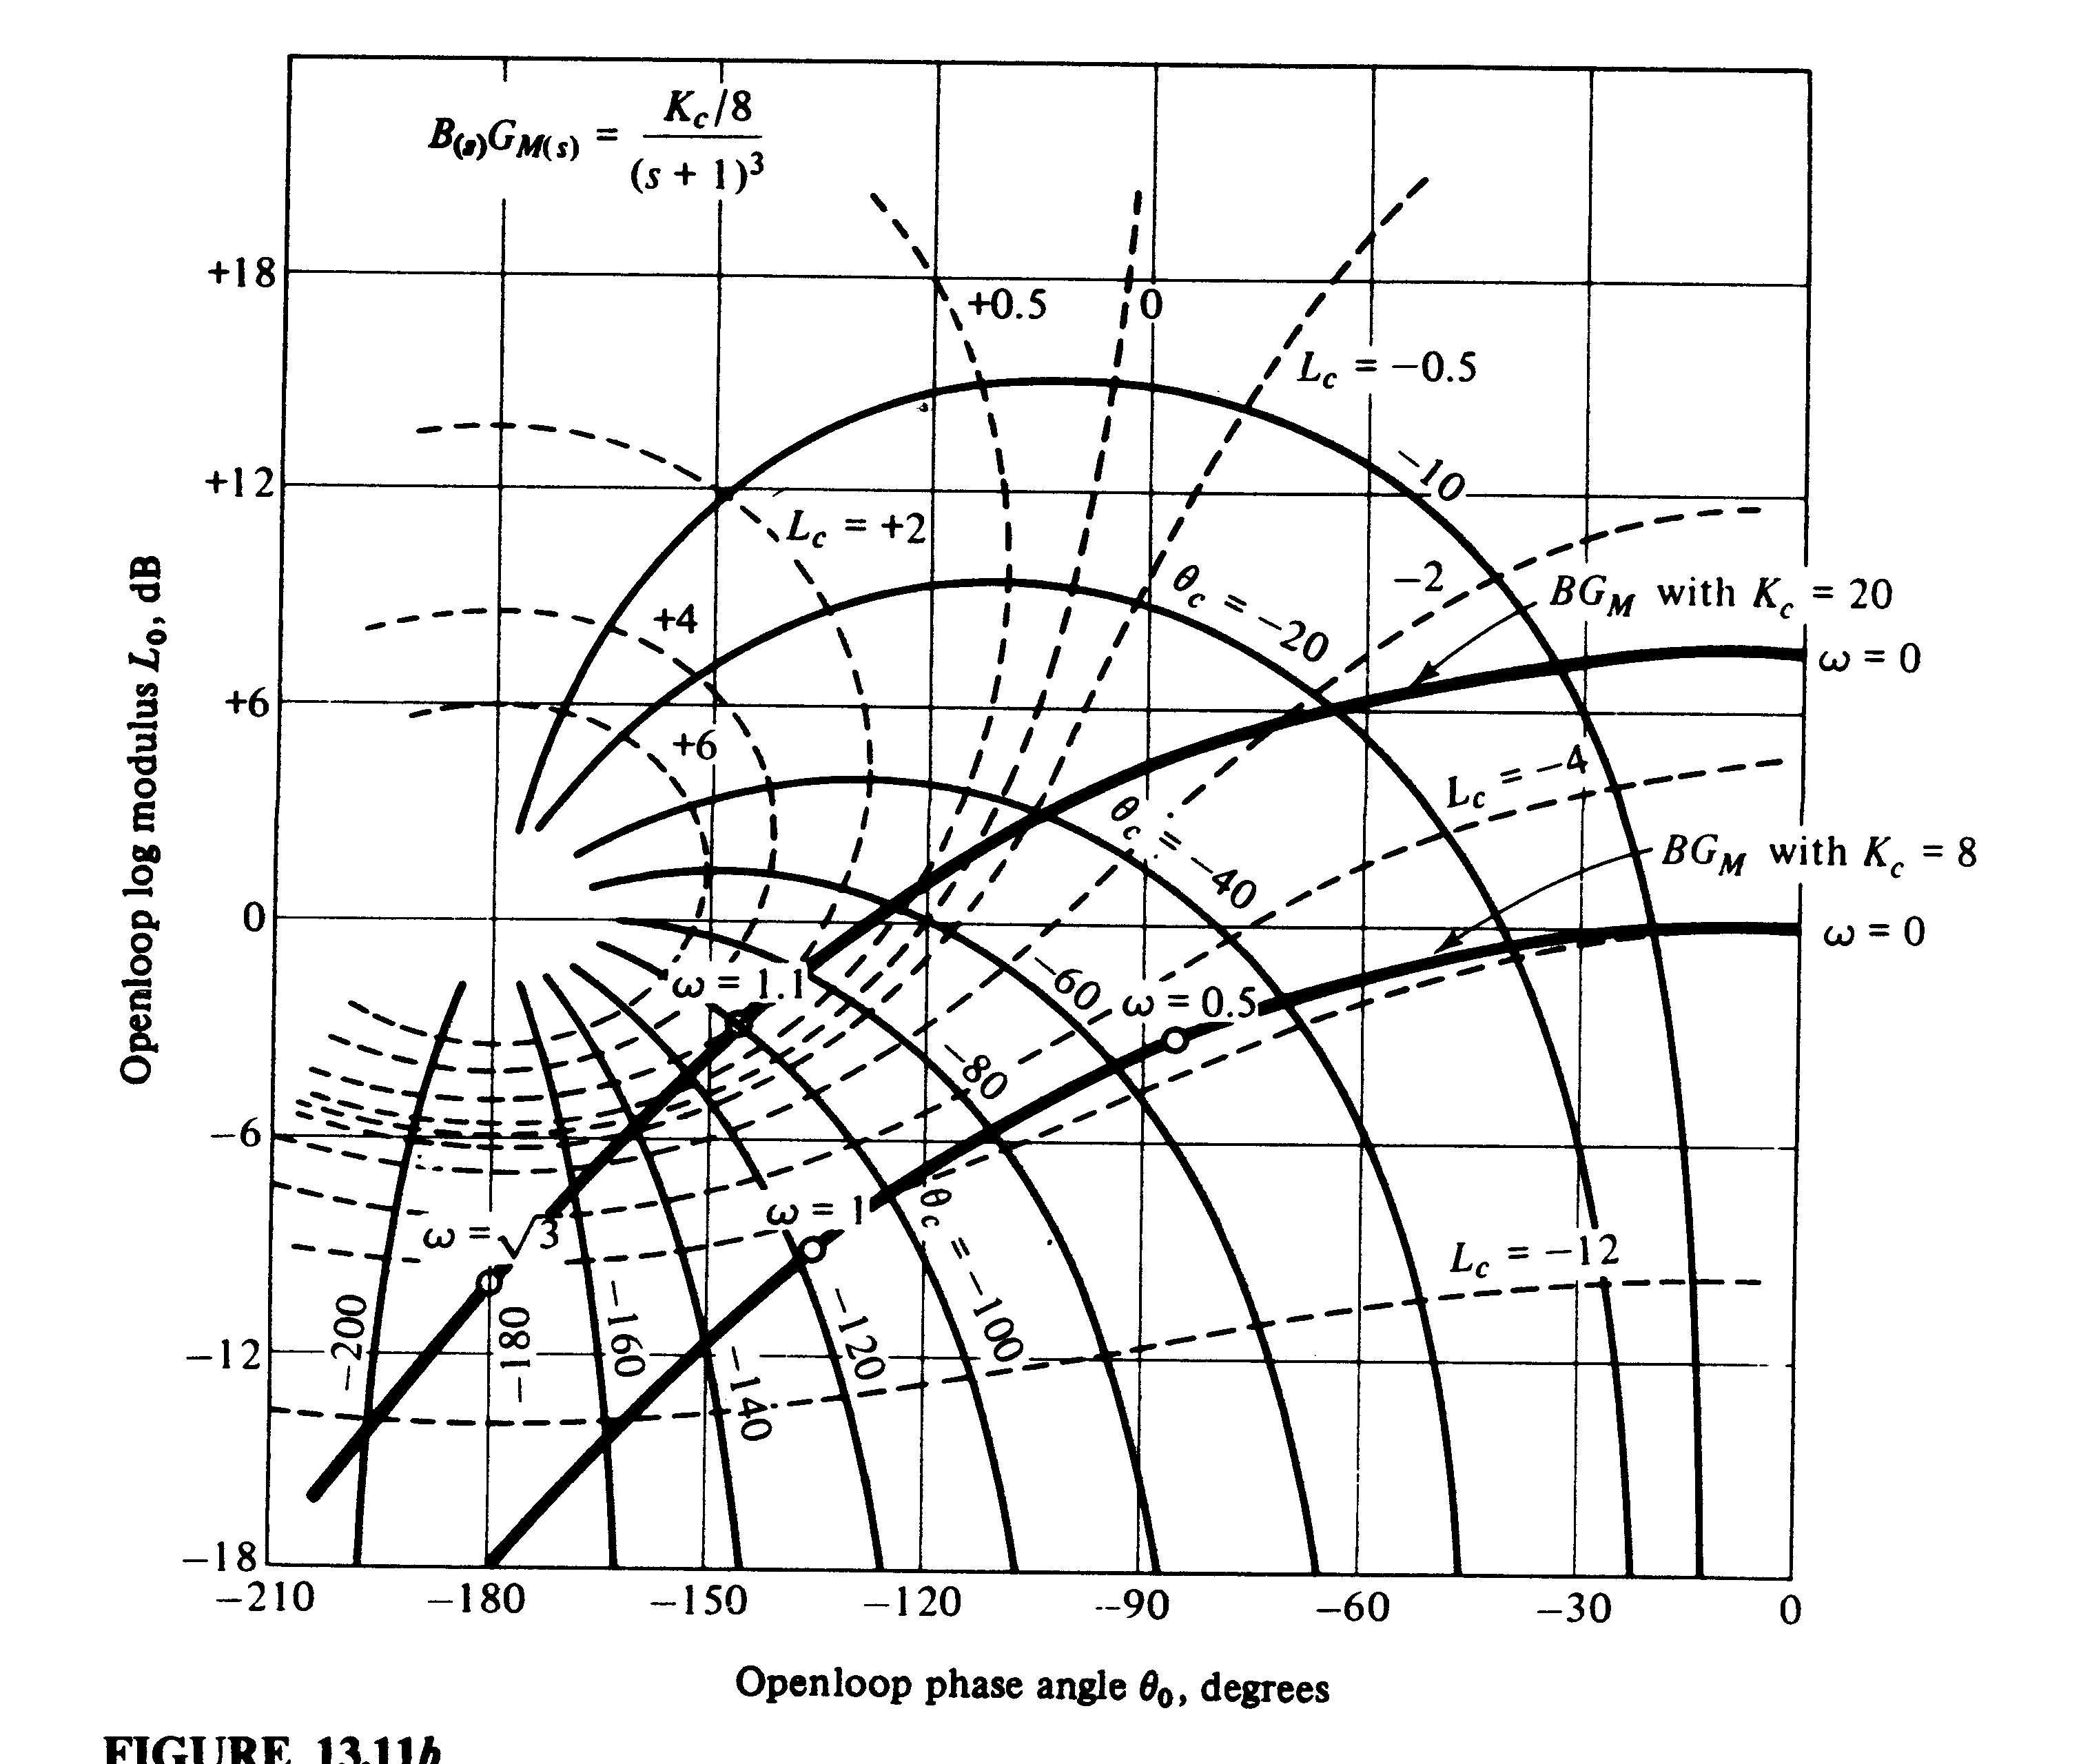 B(s)GM(s) = Kc/8
(s + 1)³
+18
+12
+6
0
−6
−12
−18
Openloop log modulus L0, dB
+0.5
0
Lc = −0.5
−10
Lc = +2
θc = −20
−2
BGM with Kc = 20
ω = 0
+4
+6
θc = −40
Lc = −4
BGM with Kc = 8
ω = 0
−60
ω = 0.5
ω = 1.1
−80
ω = 1
θc = −100
ω = √3
Lc = −12
−200
−180
−160
−140
−120
−210
−180
−150
−120
−90
−60
−30
0
Openloop phase angle θ0, degrees
FIGURE 13.11b